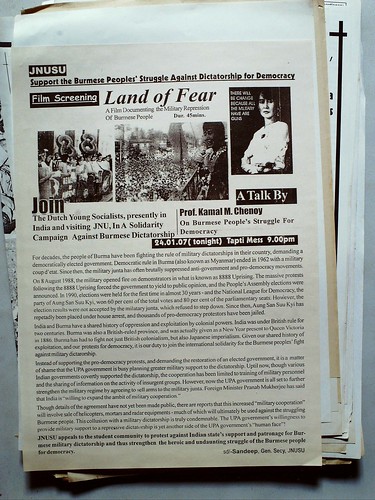 JNUSU
Support the Burmese Peoples' Struggle Against Dictatorship for Democracy
Film Screening
Land of Fear
A Film Documenting the Military Repression
Of Burmese People Dur. 45mins.
THERE WILL
BE CHANGE
BECAUSE ALL
THE MILITARY
HAVE ARE
GUNS
Join
The Dutch Young Socialists, presently in
India and visiting JNU, In A Solidarity
Campaign Against Burmese Dictatorship
A Talk By
Prof. Kamal M. Chenoy
On Burmese People's Struggle For
Democracy
24.01.07( tonight) Tapti Mess 9.00pm
For decades, the people of Burma have been fighting the rule of military dictatorships in their country, demanding a
democratically elected government. Democratic rule in Burma (also known as Myanmar) ended in 1962 with a military
coup d'etat. Since then, the military junta has often brutally suppressed anti-government and pro-democracy movements.
On 8 August 1988, the military opened fire on demonstrators in what is known as 8888 Uprising. The massive protests
following the 8888 Uprising forced the government to yield to public opinion, and the People's Assembly elections were
announced. In 1990, elections were held for the first time in almost 30 years - and the National League for Democracy, the
party of Aung San Suu Kyi, won 60 per cent of the total votes and 80 per cent of the parliamentary seats. However, the
election results were not accepted by the military junta, which refused to step down. Since then, Aung San Suu Kyi has
repeatedly been placed under house arrest, and thousands of pro-democracy protestors have been jailed.
India and Burma have a shared history of oppression and exploitation by colonial powers. India was under British rule for
two centuries. Burma was also a British-ruled province, and was actually given as a New Year present to Queen Victoria
in 1886. Burma has had to fight not just British colonialism, but also Japanese imperialism. Given our shared history of
exploitation, and our protests for democracy, it is our duty to join the international solidarity for the Burmese peoples' fight
against military dictatorship.
Instead of supporting the pro-democracy protests, and demanding the restoration of an elected government, it is a matter
of shame that the UPA government is busy planning greater military support to the dictatorship. Uptil now, though various
Indian governments covertly supported the dictatorship, the cooperation has been limited to training of military personnel
and the sharing of information on the activity of insurgent groups. However, now the UPA government is all set to further
strengthen the military regime by agreeing to sell arms to the military junta. Foreign Minister Pranab Mukherjee has said
that India is "willing to expand the ambit of military cooperation."
Though details of the agreement have not yet been made public, there are reports that this increased "military cooperation"
will involve sale of helicopters, mortars and radar equipments - much of which will ultimately be used against the struggling
Burmese people. This collusion with a military dictatorship is truly condemnable. The UPA government's willingness to
provide military support to a repressive dictatorship is yet another side of the UPA government's "human face"!
JNUSU appeals to the student community to protest against Indian state's support and patronage for Bur-
mese military dictatorship and thus strengthen the heroic and undaunting struggle of the Burmese people
for democracy.
sd/-Sandeep, Gen. Secy, JNUSU